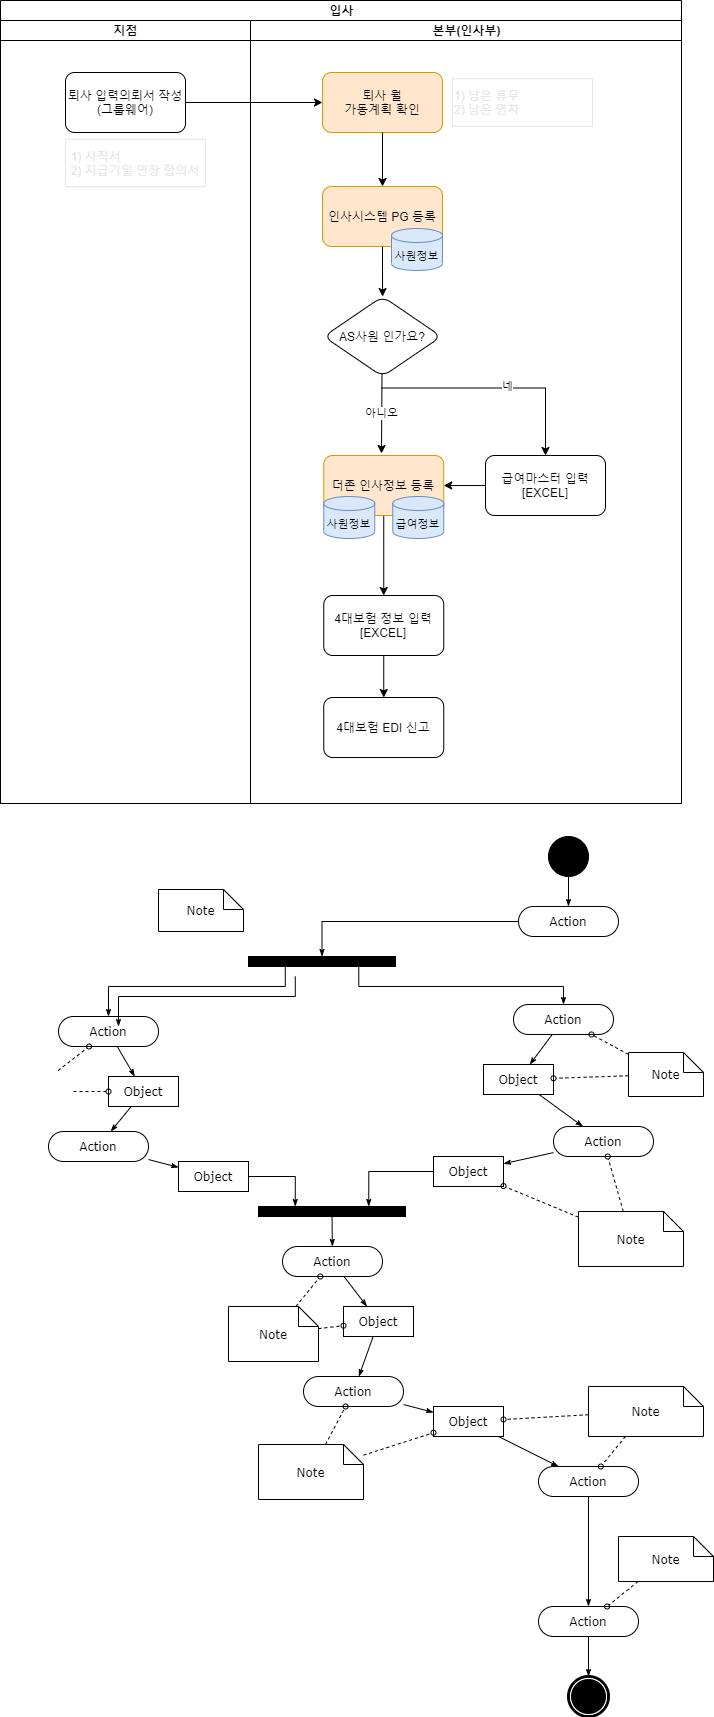 입사
지점
본부(인사부)
퇴사 입력의뢰서 작성
(그룹웨어)
퇴사 월
가동계획 확인
1) 남은 휴무
2) 남은 연차
1) 사직서
2) 지급기일 연장 합의서
인사시스템 PG 등록
사원정보
AS사원 인가요?
네
아니오
더존 인사정보 등록
사원정보
급여정보
급여마스터 입력
[EXCEL]
4대보험 정보 입력
[EXCEL]
4대보험 EDI 신고
Note
Action
Action
Action
Object
Object
Note
Action
Action
Object
Object
Note
Action
Note
Object
Action
Object
Note
Note
Action
Note
Action